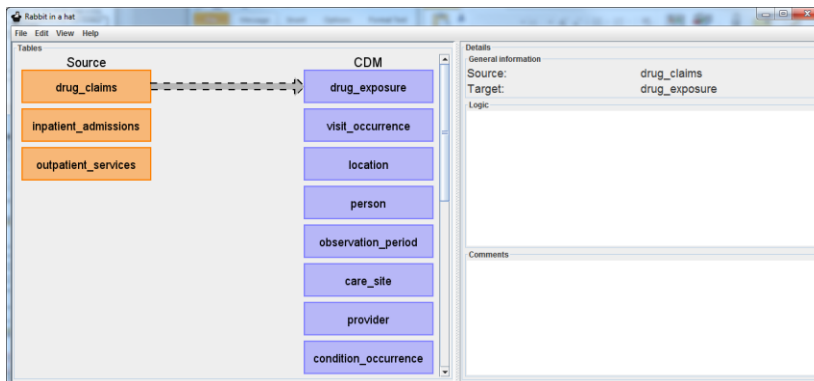 Rabbit in a hat
File Edit View Help
Tables
Source CDM
drug_claims drug_exposure
inpatient_admissions visit_occurrence
outpatient_services location
person
observation_period
care_site
provider
condition_occurrence
Details
General information
Source: drug_claims
Target: drug_exposure
Logic
Comments